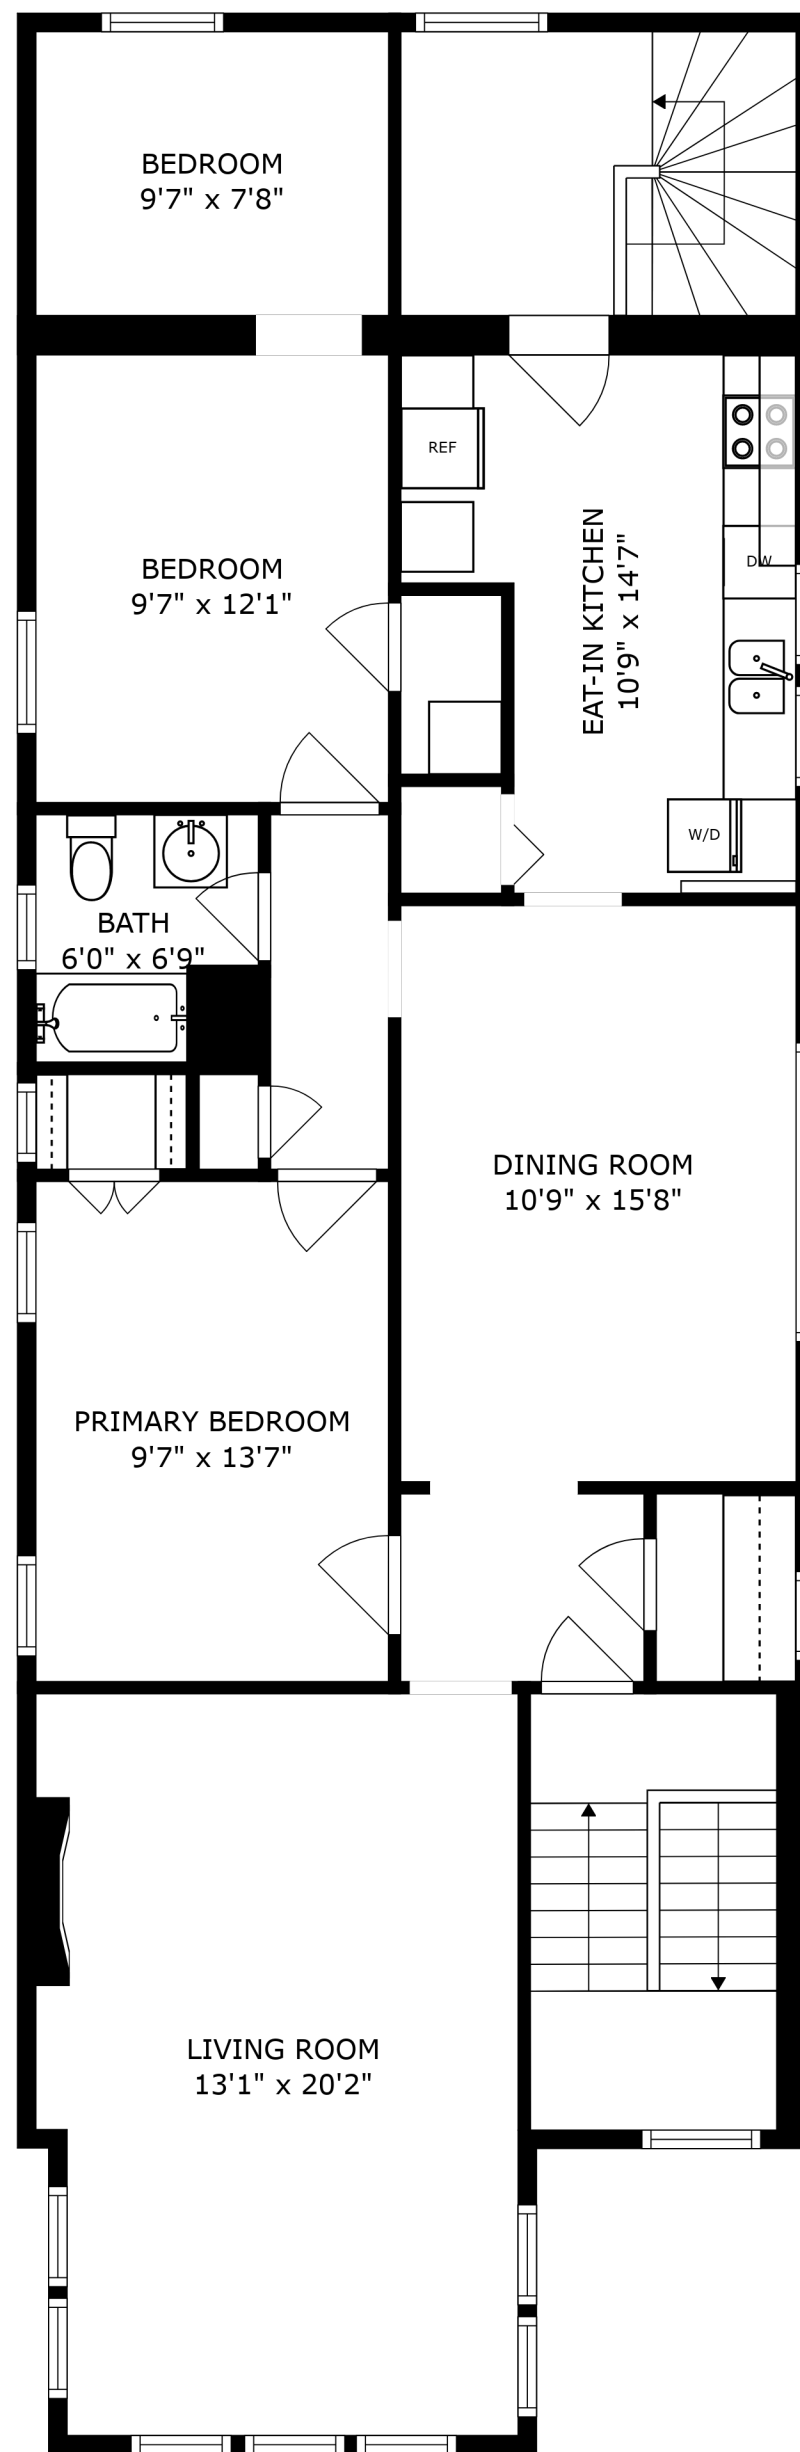 BEDROOM
9'7" x 7'8"
REF
BEDROOM
9'7" x 12'1"
EAT-IN KITCHEN
10'9" x 14'7"
DW
W/D
BATH
6'0" x 6'9"
DINING ROOM
10'9" x 15'8"
PRIMARY BEDROOM
9'7" x 13'7"
LIVING ROOM
13'1" x 20'2"